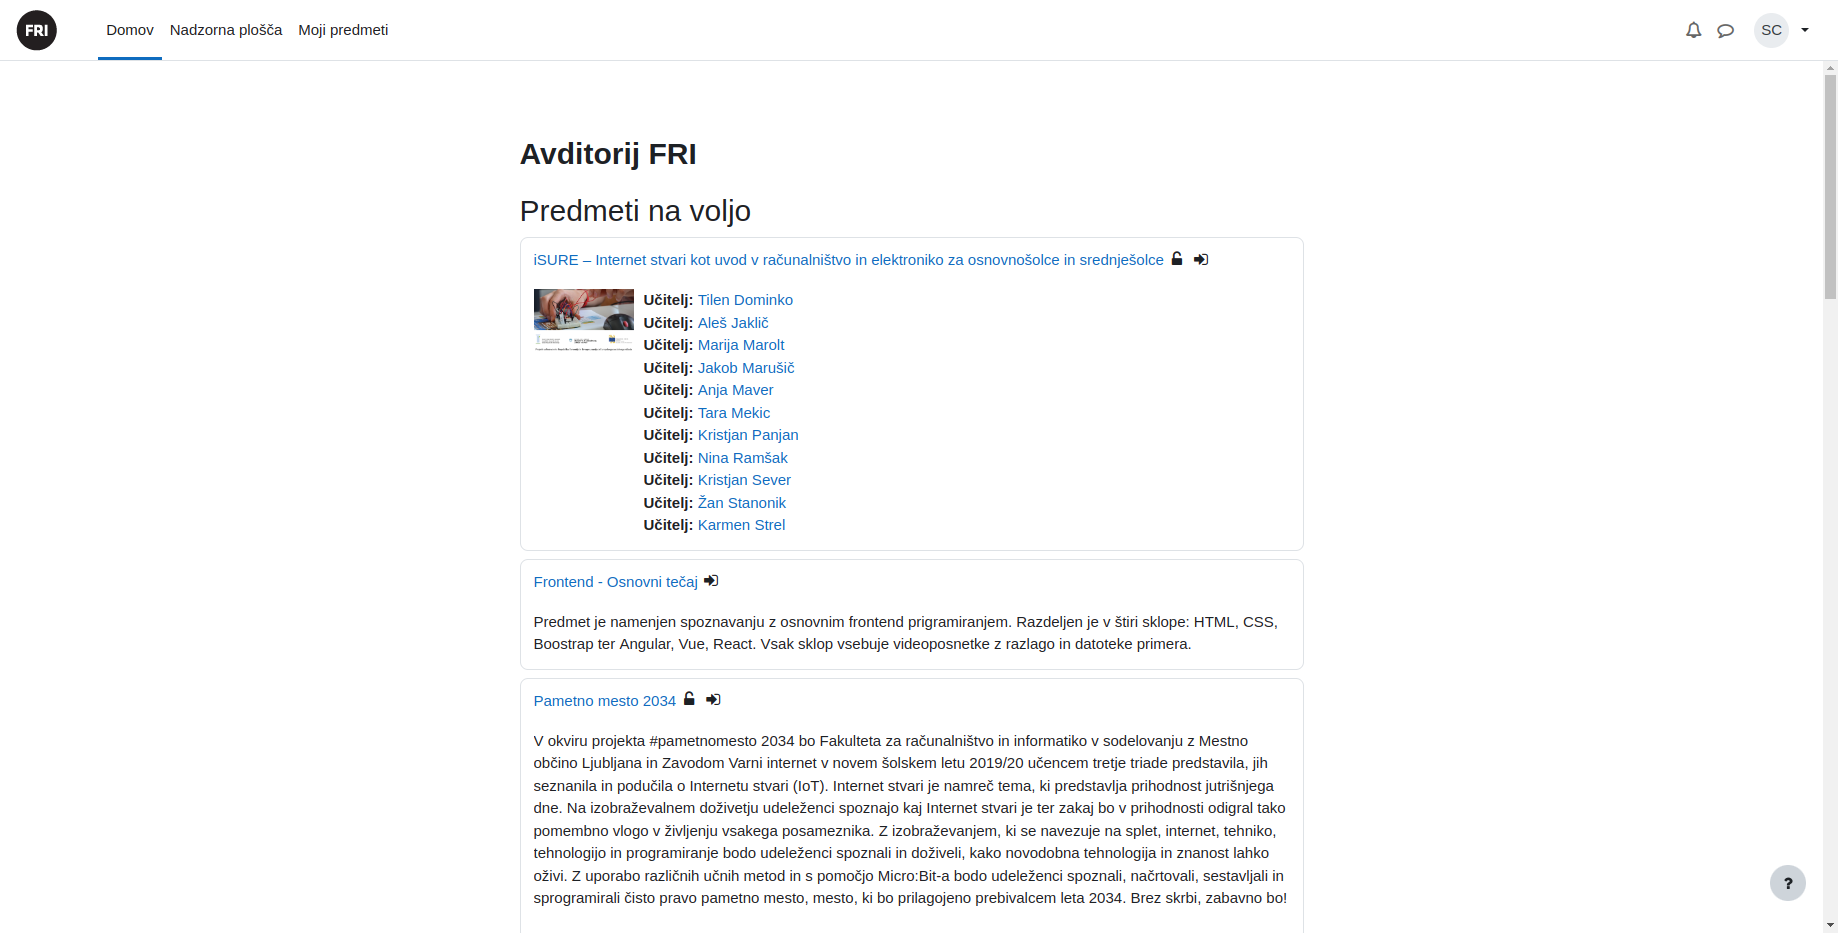 FRI
Domov
Nadzorna plošča
Moji predmeti
SC
Avditorij FRI
Predmeti na voljo
iSURE – Internet stvari kot uvod v računalništvo in elektroniko za osnovnošolce in srednješolce
Učitelj: Tilen Dominko
Učitelj: Aleš Jaklič
Učitelj: Marija Marolt
Učitelj: Jakob Marušič
Učitelj: Anja Maver
Učitelj: Tara Mekic
Učitelj: Kristjan Panjan
Učitelj: Nina Ramšak
Učitelj: Kristjan Sever
Učitelj: Žan Stanonik
Učitelj: Karmen Strel
Frontend - Osnovni tečaj
Predmet je namenjen spoznavanju z osnovnim frontend prigramiranjem. Razdeljen je v štiri sklope: HTML, CSS,
Boostrap ter Angular, Vue, React. Vsak sklop vsebuje videoposnetke z razlago in datoteke primera.
Pametno mesto 2034
V okviru projekta #pametnomesto 2034 bo Fakulteta za računalništvo in informatiko v sodelovanju z Mestno
občino Ljubljana in Zavodom Varni internet v novem šolskem letu 2019/20 učencem tretje triade predstavila, jih
seznanila in podučila o Internetu stvari (IoT). Internet stvari je namreč tema, ki predstavlja prihodnost jutrišnjega
dne. Na izobraževalnem doživetju udeleženci spoznajo kaj Internet stvari je ter zakaj bo v prihodnosti odigral tako
pomembno vlogo v življenju vsakega posameznika. Z izobraževanjem, ki se navezuje na splet, internet, tehniko,
tehnologijo in programiranje bodo udeleženci spoznali in doživeli, kako novodobna tehnologija in znanost lahko
oživi. Z uporabo različnih učnih metod in s pomočjo Micro:Bit-a bodo udeleženci spoznali, načrtovali, sestavljali in
sprogramirali čisto pravo pametno mesto, mesto, ki bo prilagojeno prebivalcem leta 2034. Brez skrbi, zabavno bo!
?